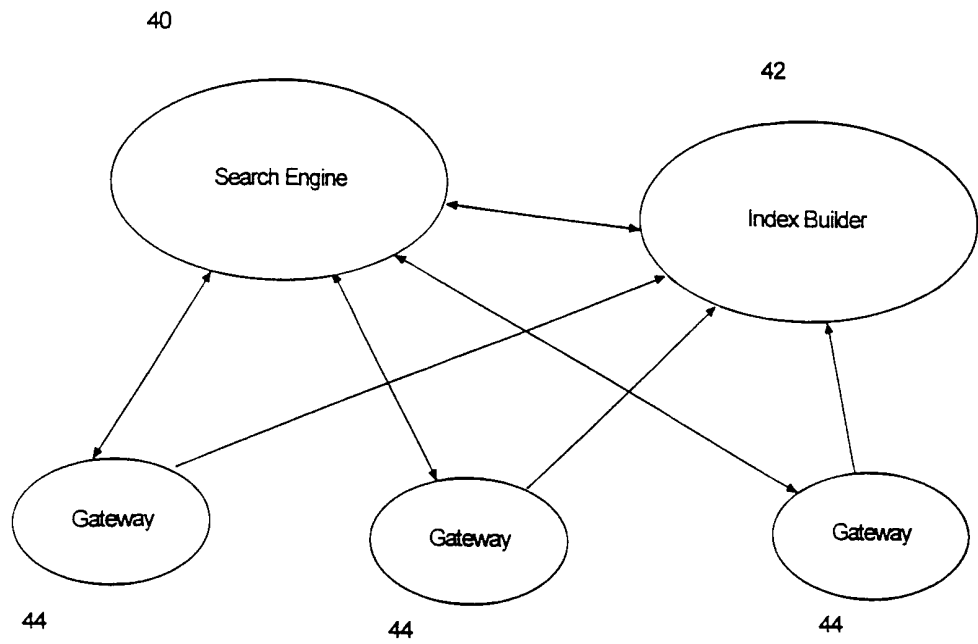 40
42
Search Engine
Index Builder
Gateway
Gateway
Gateway
44
44
44